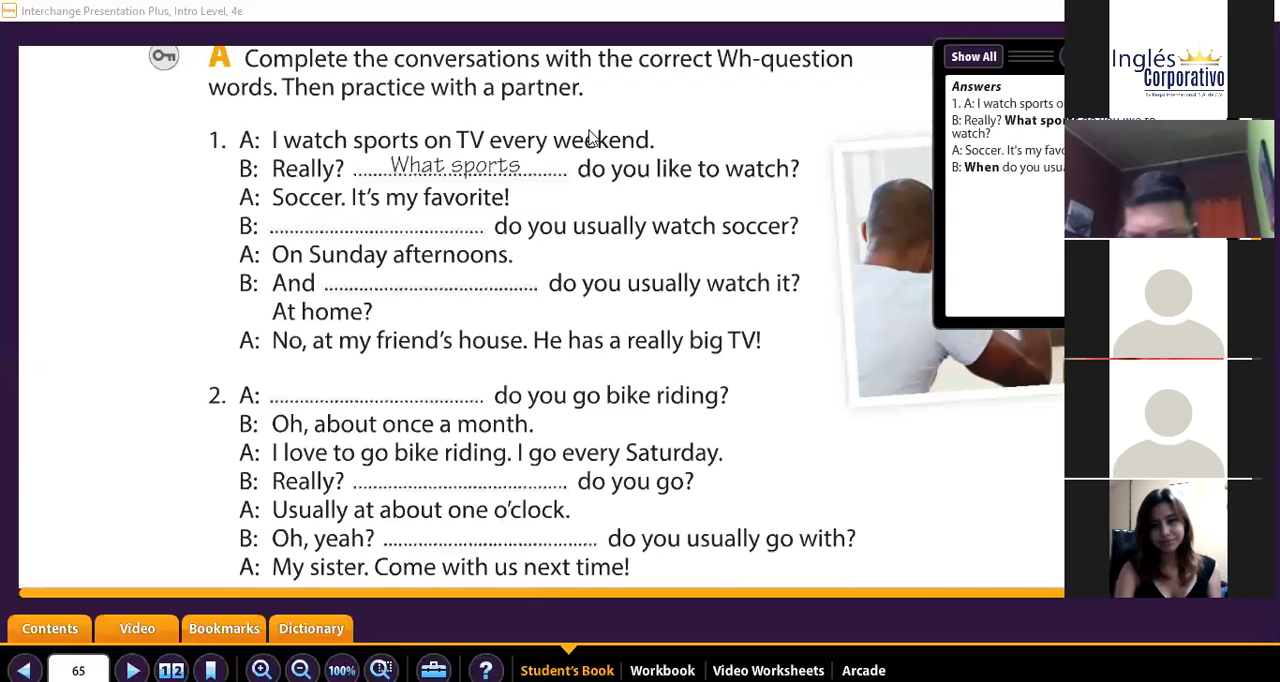 Interchange Presentation Plus, Intro Level, 4e
A Complete the conversations with the correct Wh-question
words. Then practice with a partner.
1. A: I watch sports on TV every weekend.
B: Really? What sports do you like to watch?
A: Soccer. It's my favorite!
B: ........................................ do you usually watch soccer?
A: On Sunday afternoons.
B: And ........................................ do you usually watch it?
At home?
A: No, at my friend's house. He has a really big TV!
2. A: ........................................ do you go bike riding?
B: Oh, about once a month.
A: I love to go bike riding. I go every Saturday.
B: Really? ........................................ do you go?
A: Usually at about one o'clock.
B: Oh, yeah? ........................................ do you usually go with?
A: My sister. Come with us next time!
Show All
Answers
1. A: I watch sports
B: Really? What
watch?
A: Soccer. It's my
B: When do you
Inglés
Corporativo
Contents
Video
Bookmarks
Dictionary
65
12
100%
?
Student's Book
Workbook
Video Worksheets
Arcade